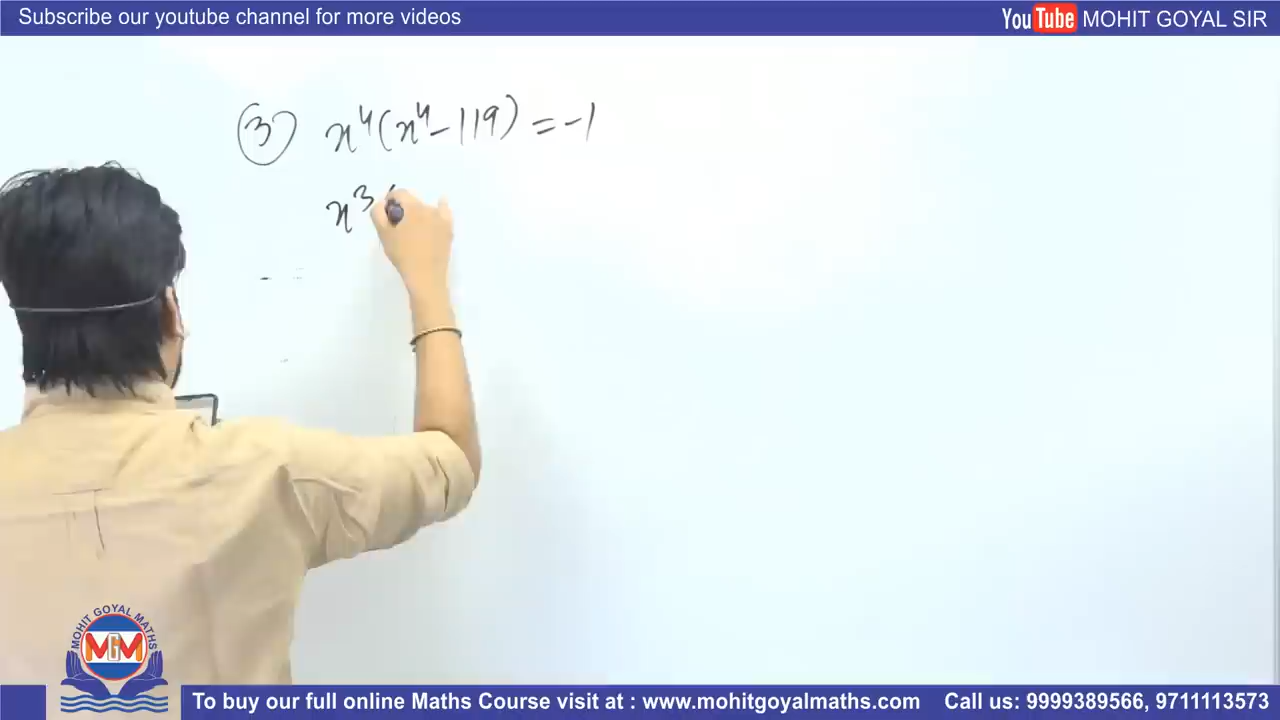 Subscribe our youtube channel for more videos
YouTube MOHIT GOYAL SIR
(3) x⁴(x⁴-119) = -1
x³(
MOHIT GOYAL MATHS
MGM
To buy our full online Maths Course visit at : www.mohitgoyalmaths.com Call us: 9999389566, 9711113573